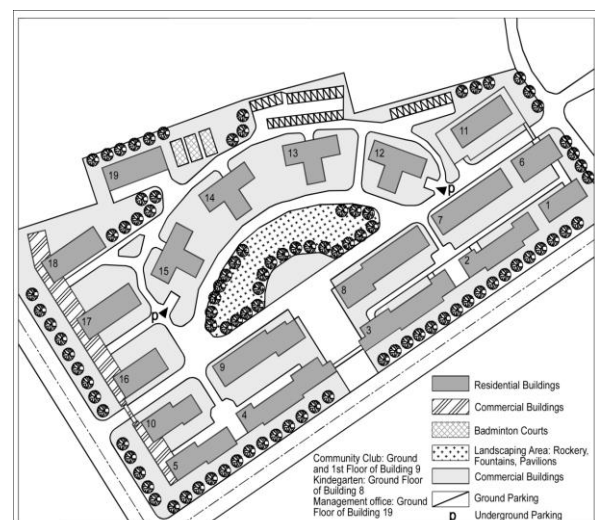 13
12
11
19
6
14
1
7
15
18
2
p
8
17
p
3
16
9
10
4
5
Residential Buildings
Commercial Buildings
Badminton Courts
Landscaping Area: Rockery,
Fountains, Pavilions
Commercial Buildings
Ground Parking
p Underground Parking
Community Club: Ground
and 1st Floor of Building 9
Kindegarten: Ground Floor
of Building 8
Management office: Ground
Floor of Building 19